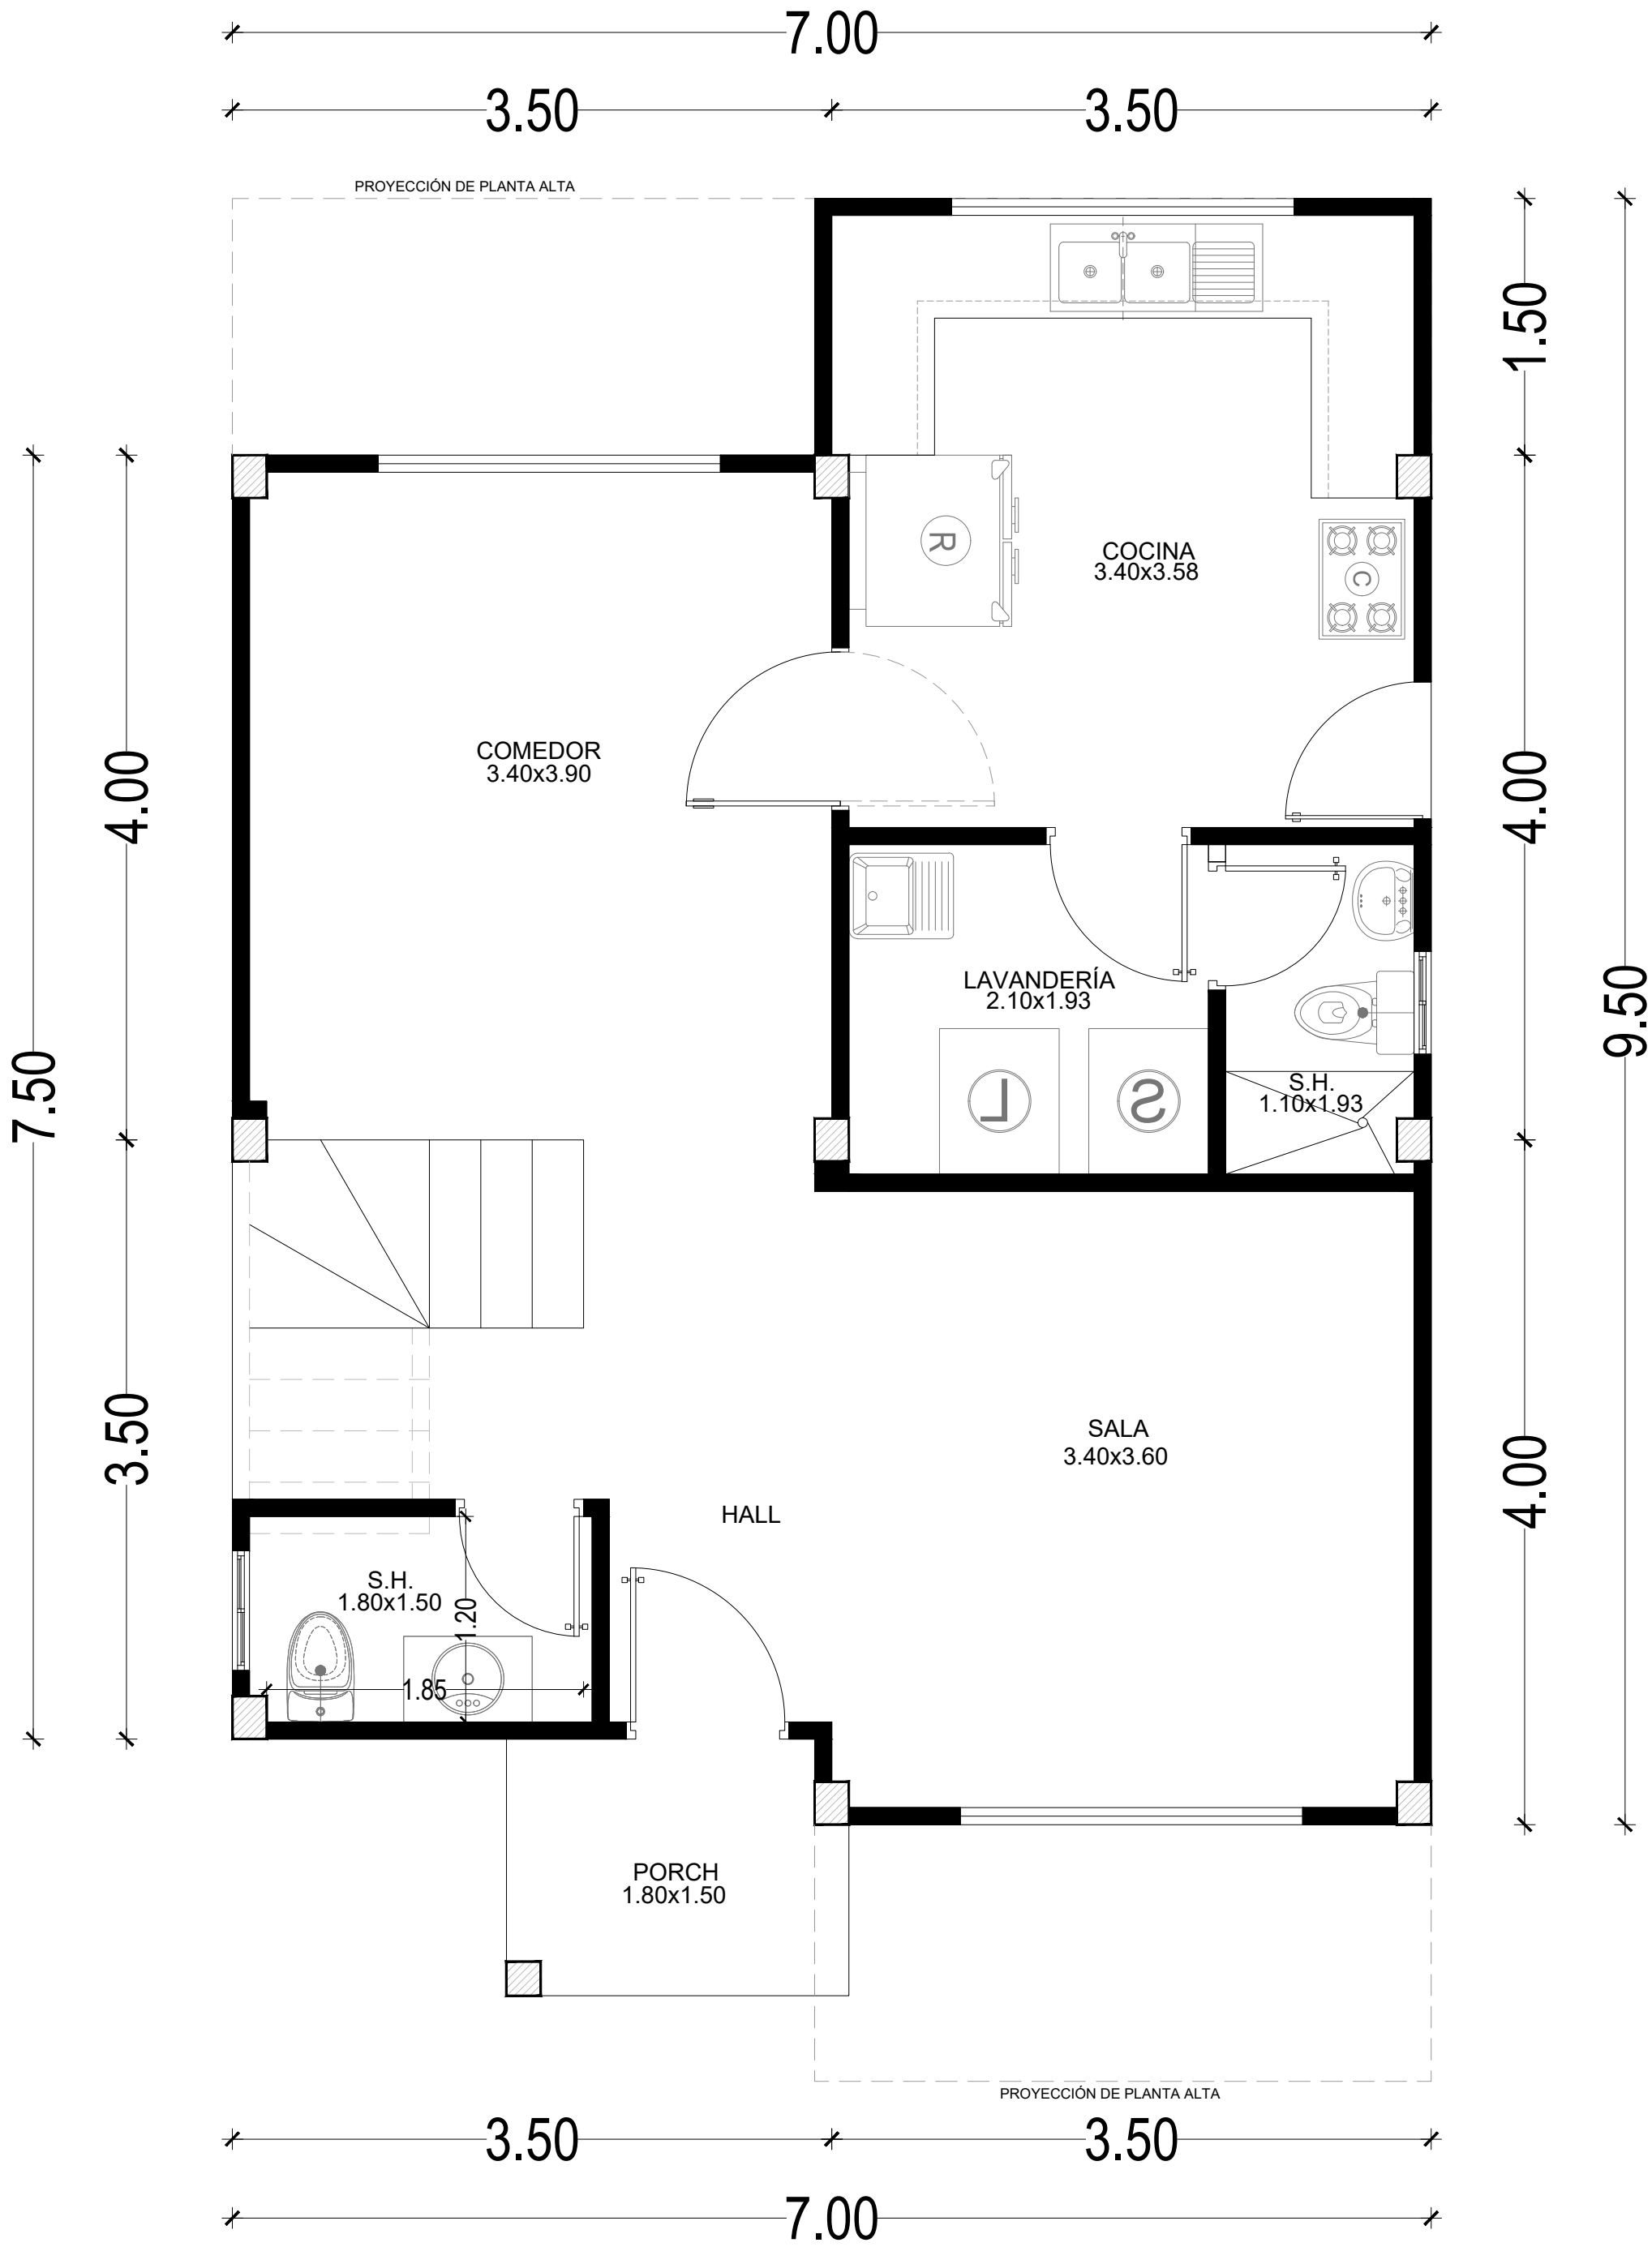 7.00
3.50
3.50
PROYECCIÓN DE PLANTA ALTA
1.50
R
COCINA
3.40x3.58
C
COMEDOR
3.40x3.90
4.00
4.00
LAVANDERÍA
2.10x1.93
9.50
7.50
L
S
S.H.
1.10x1.93
SALA
3.40x3.60
3.50
4.00
HALL
S.H.
1.80x1.50
1.20
1.85
PORCH
1.80x1.50
PROYECCIÓN DE PLANTA ALTA
3.50
3.50
7.00